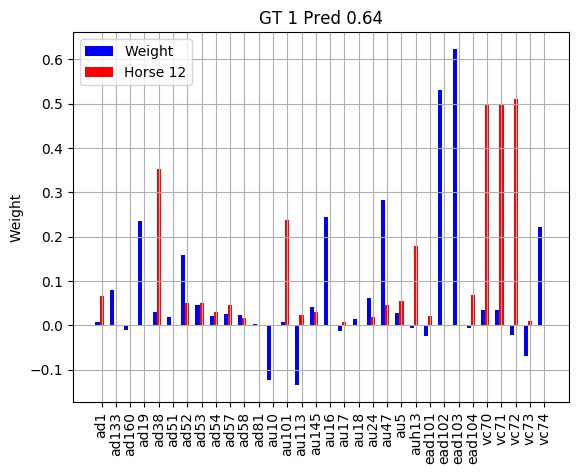 GT 1 Pred 0.64
Weight
Horse 12
Weight
0.6
0.5
0.4
0.3
0.2
0.1
0.0
−0.1
ad1
ad133
ad160
ad19
ad38
ad51
ad52
ad53
ad54
ad57
ad58
ad81
au10
au101
au113
au145
au16
au17
au18
au24
au47
au5
auh13
ead101
ead102
ead103
ead104
vc70
vc71
vc72
vc73
vc74